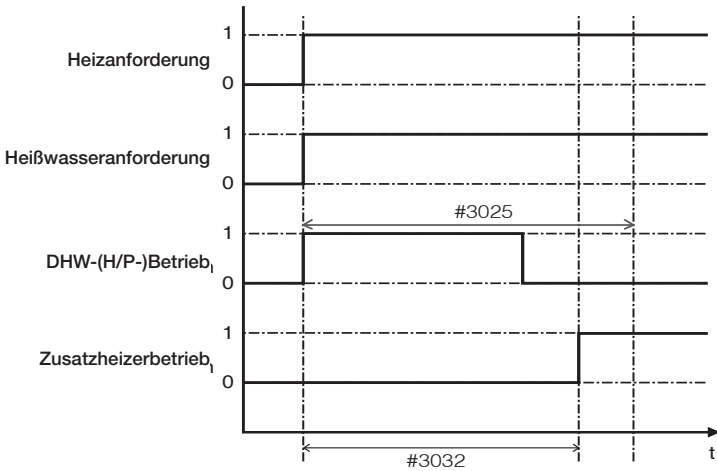 1
Heizanforderung
0
1
Heißwasseranforderung
0
#3025
1
DHW-(H/P-)Betrieb
0
1
Zusatzheizerbetrieb
0
#3032
t